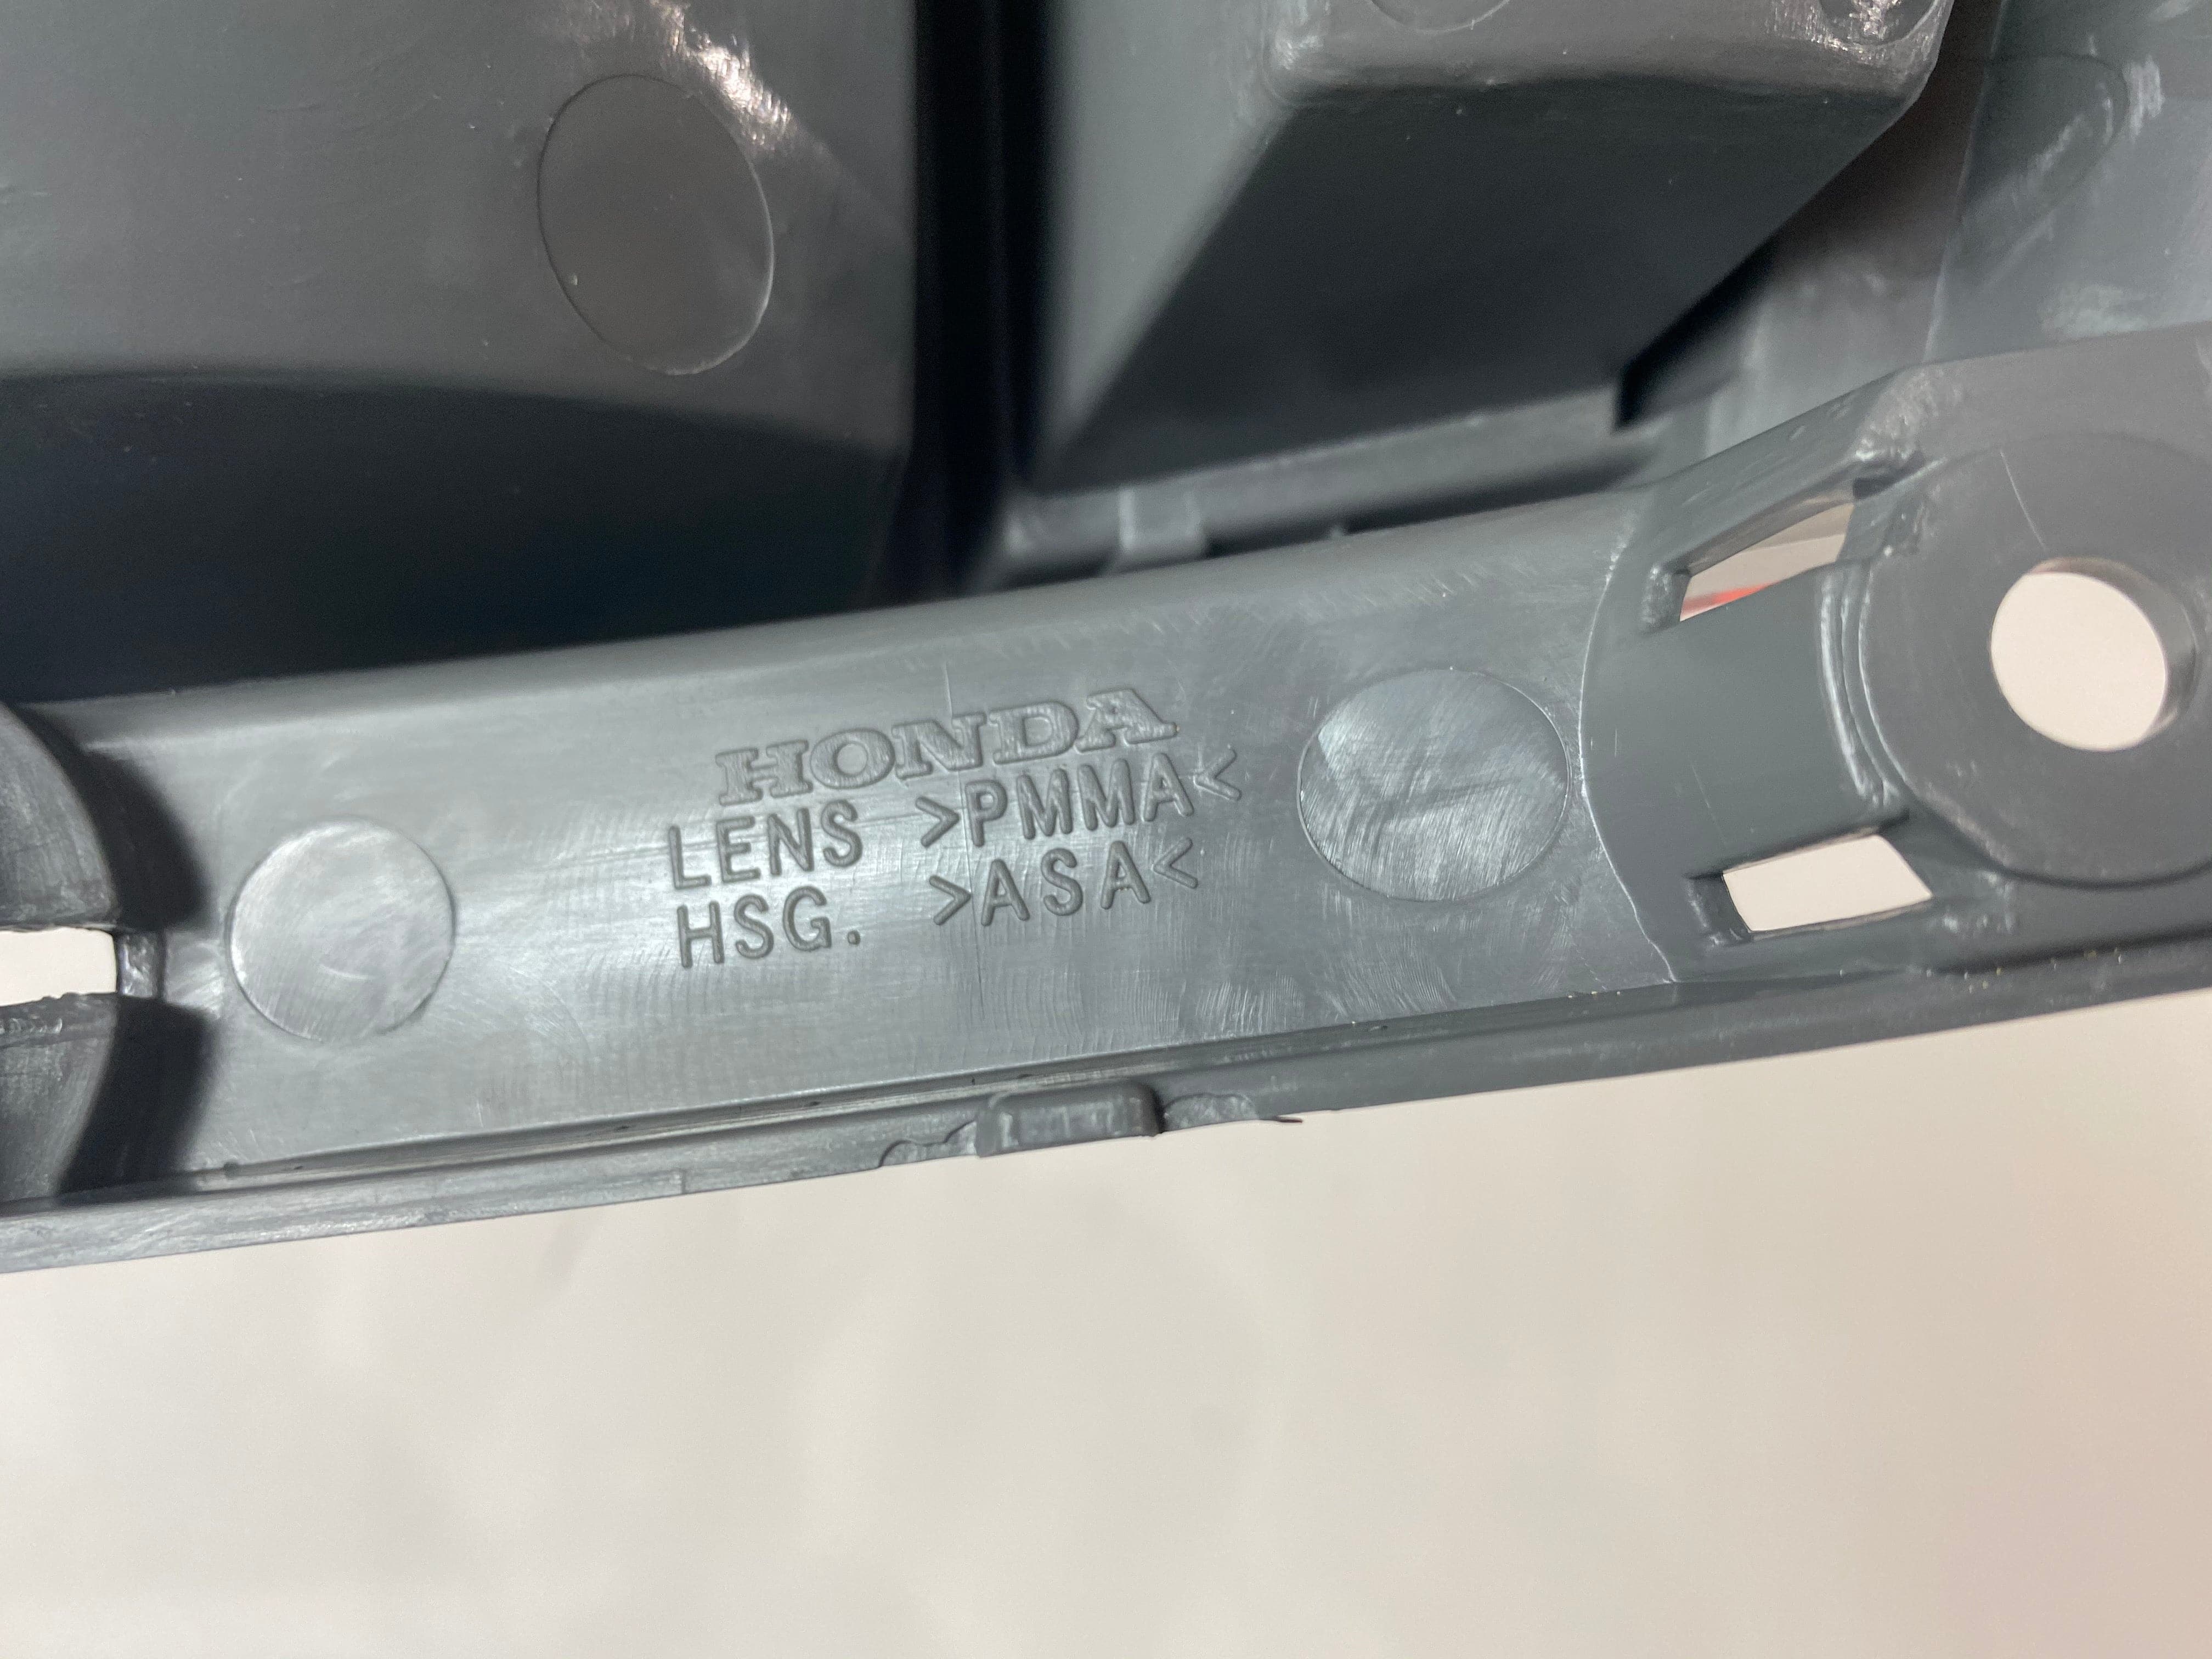 HONDA
LENS >PMMA<
HSG. >ASA<